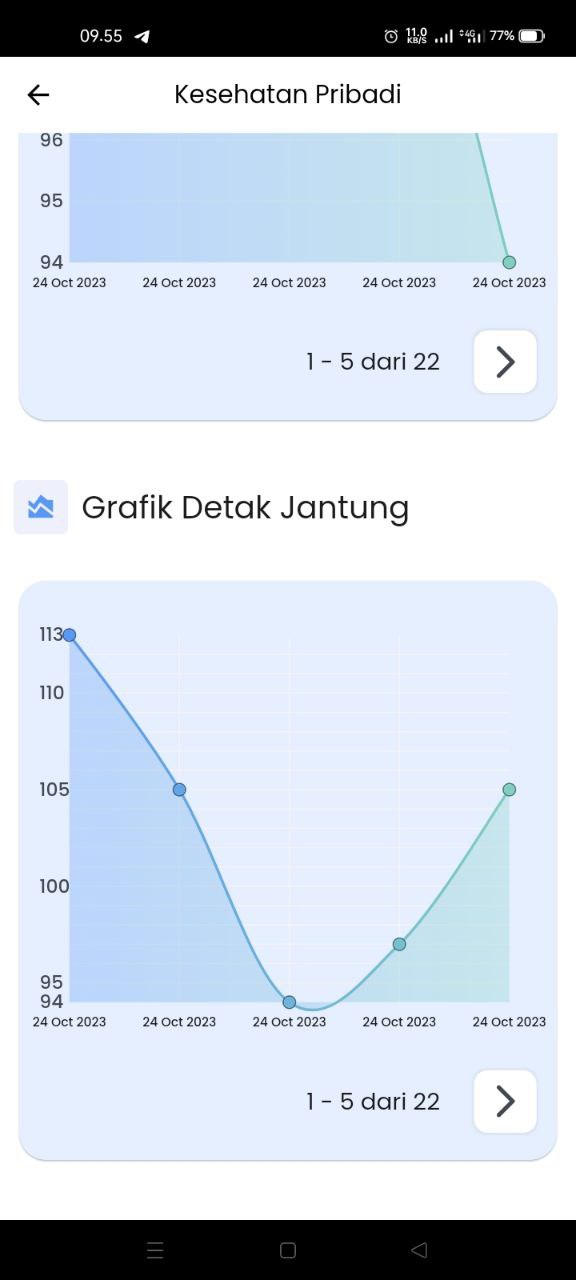 09.55 11.0 KB/S 4G 77%
Kesehatan Pribadi
96
95
94
24 Oct 2023 24 Oct 2023 24 Oct 2023 24 Oct 2023 24 Oct 2023
1 - 5 dari 22
Grafik Detak Jantung
113
110
105
100
95
94
24 Oct 2023 24 Oct 2023 24 Oct 2023 24 Oct 2023 24 Oct 2023
1 - 5 dari 22